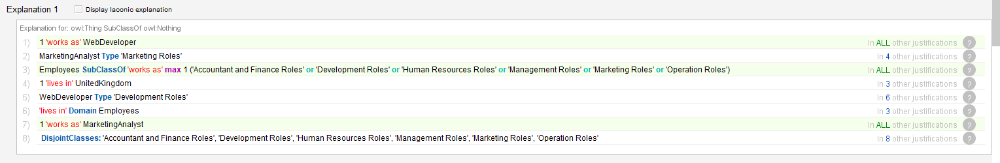 Explanation 1 Display laconic explanation
Explanation for: owl:Thing SubClassOf owl:Nothing
1) 1 'works as' WebDeveloper In ALL other justifications ?
2) MarketingAnalyst Type 'Marketing Roles' In 4 other justifications ?
3) Employees SubClassOf 'works as' max 1 ('Accountant and Finance Roles' or 'Development Roles' or 'Human Resources Roles' or 'Management Roles' or 'Marketing Roles' or 'Operation Roles') In ALL other justifications ?
4) 1 'lives in' UnitedKingdom In 3 other justifications ?
5) WebDeveloper Type 'Development Roles' In 6 other justifications ?
6) 'lives in' Domain Employees In 3 other justifications ?
7) 1 'works as' MarketingAnalyst In ALL other justifications ?
8) DisjointClasses: 'Accountant and Finance Roles', 'Development Roles', 'Human Resources Roles', 'Management Roles', 'Marketing Roles', 'Operation Roles' In 8 other justifications ?